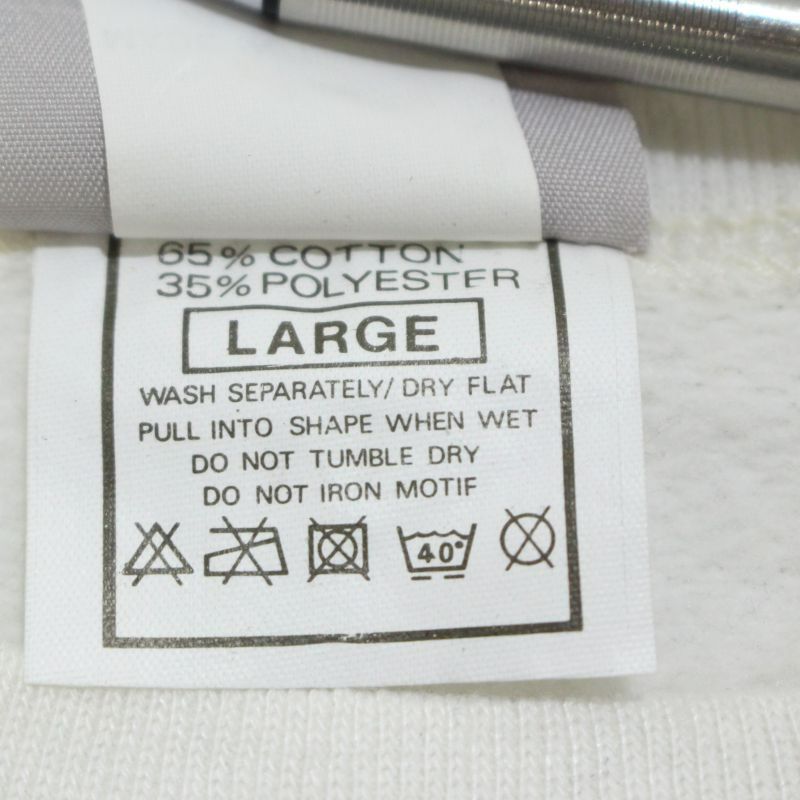 65% COTTON
35% POLYESTER
LARGE
WASH SEPARATELY/ DRY FLAT
PULL INTO SHAPE WHEN WET
DO NOT TUMBLE DRY
DO NOT IRON MOTIF
40°